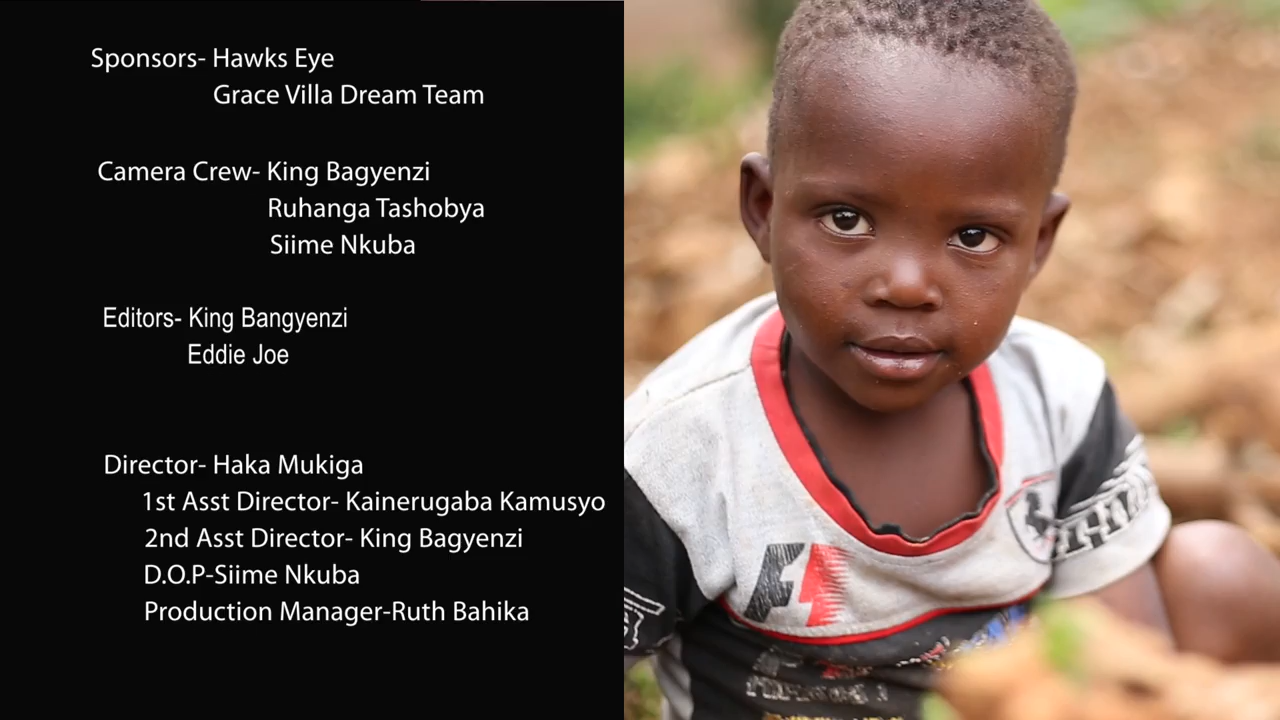 Sponsors- Hawks Eye
Grace Villa Dream Team
Camera Crew- King Bagyenzi
Ruhanga Tashobya
Siime Nkuba
Editors- King Bangyenzi
Eddie Joe
Director- Haka Mukiga
1st Asst Director- Kainerugaba Kamusyo
2nd Asst Director- King Bagyenzi
D.O.P-Siime Nkuba
Production Manager-Ruth Bahika